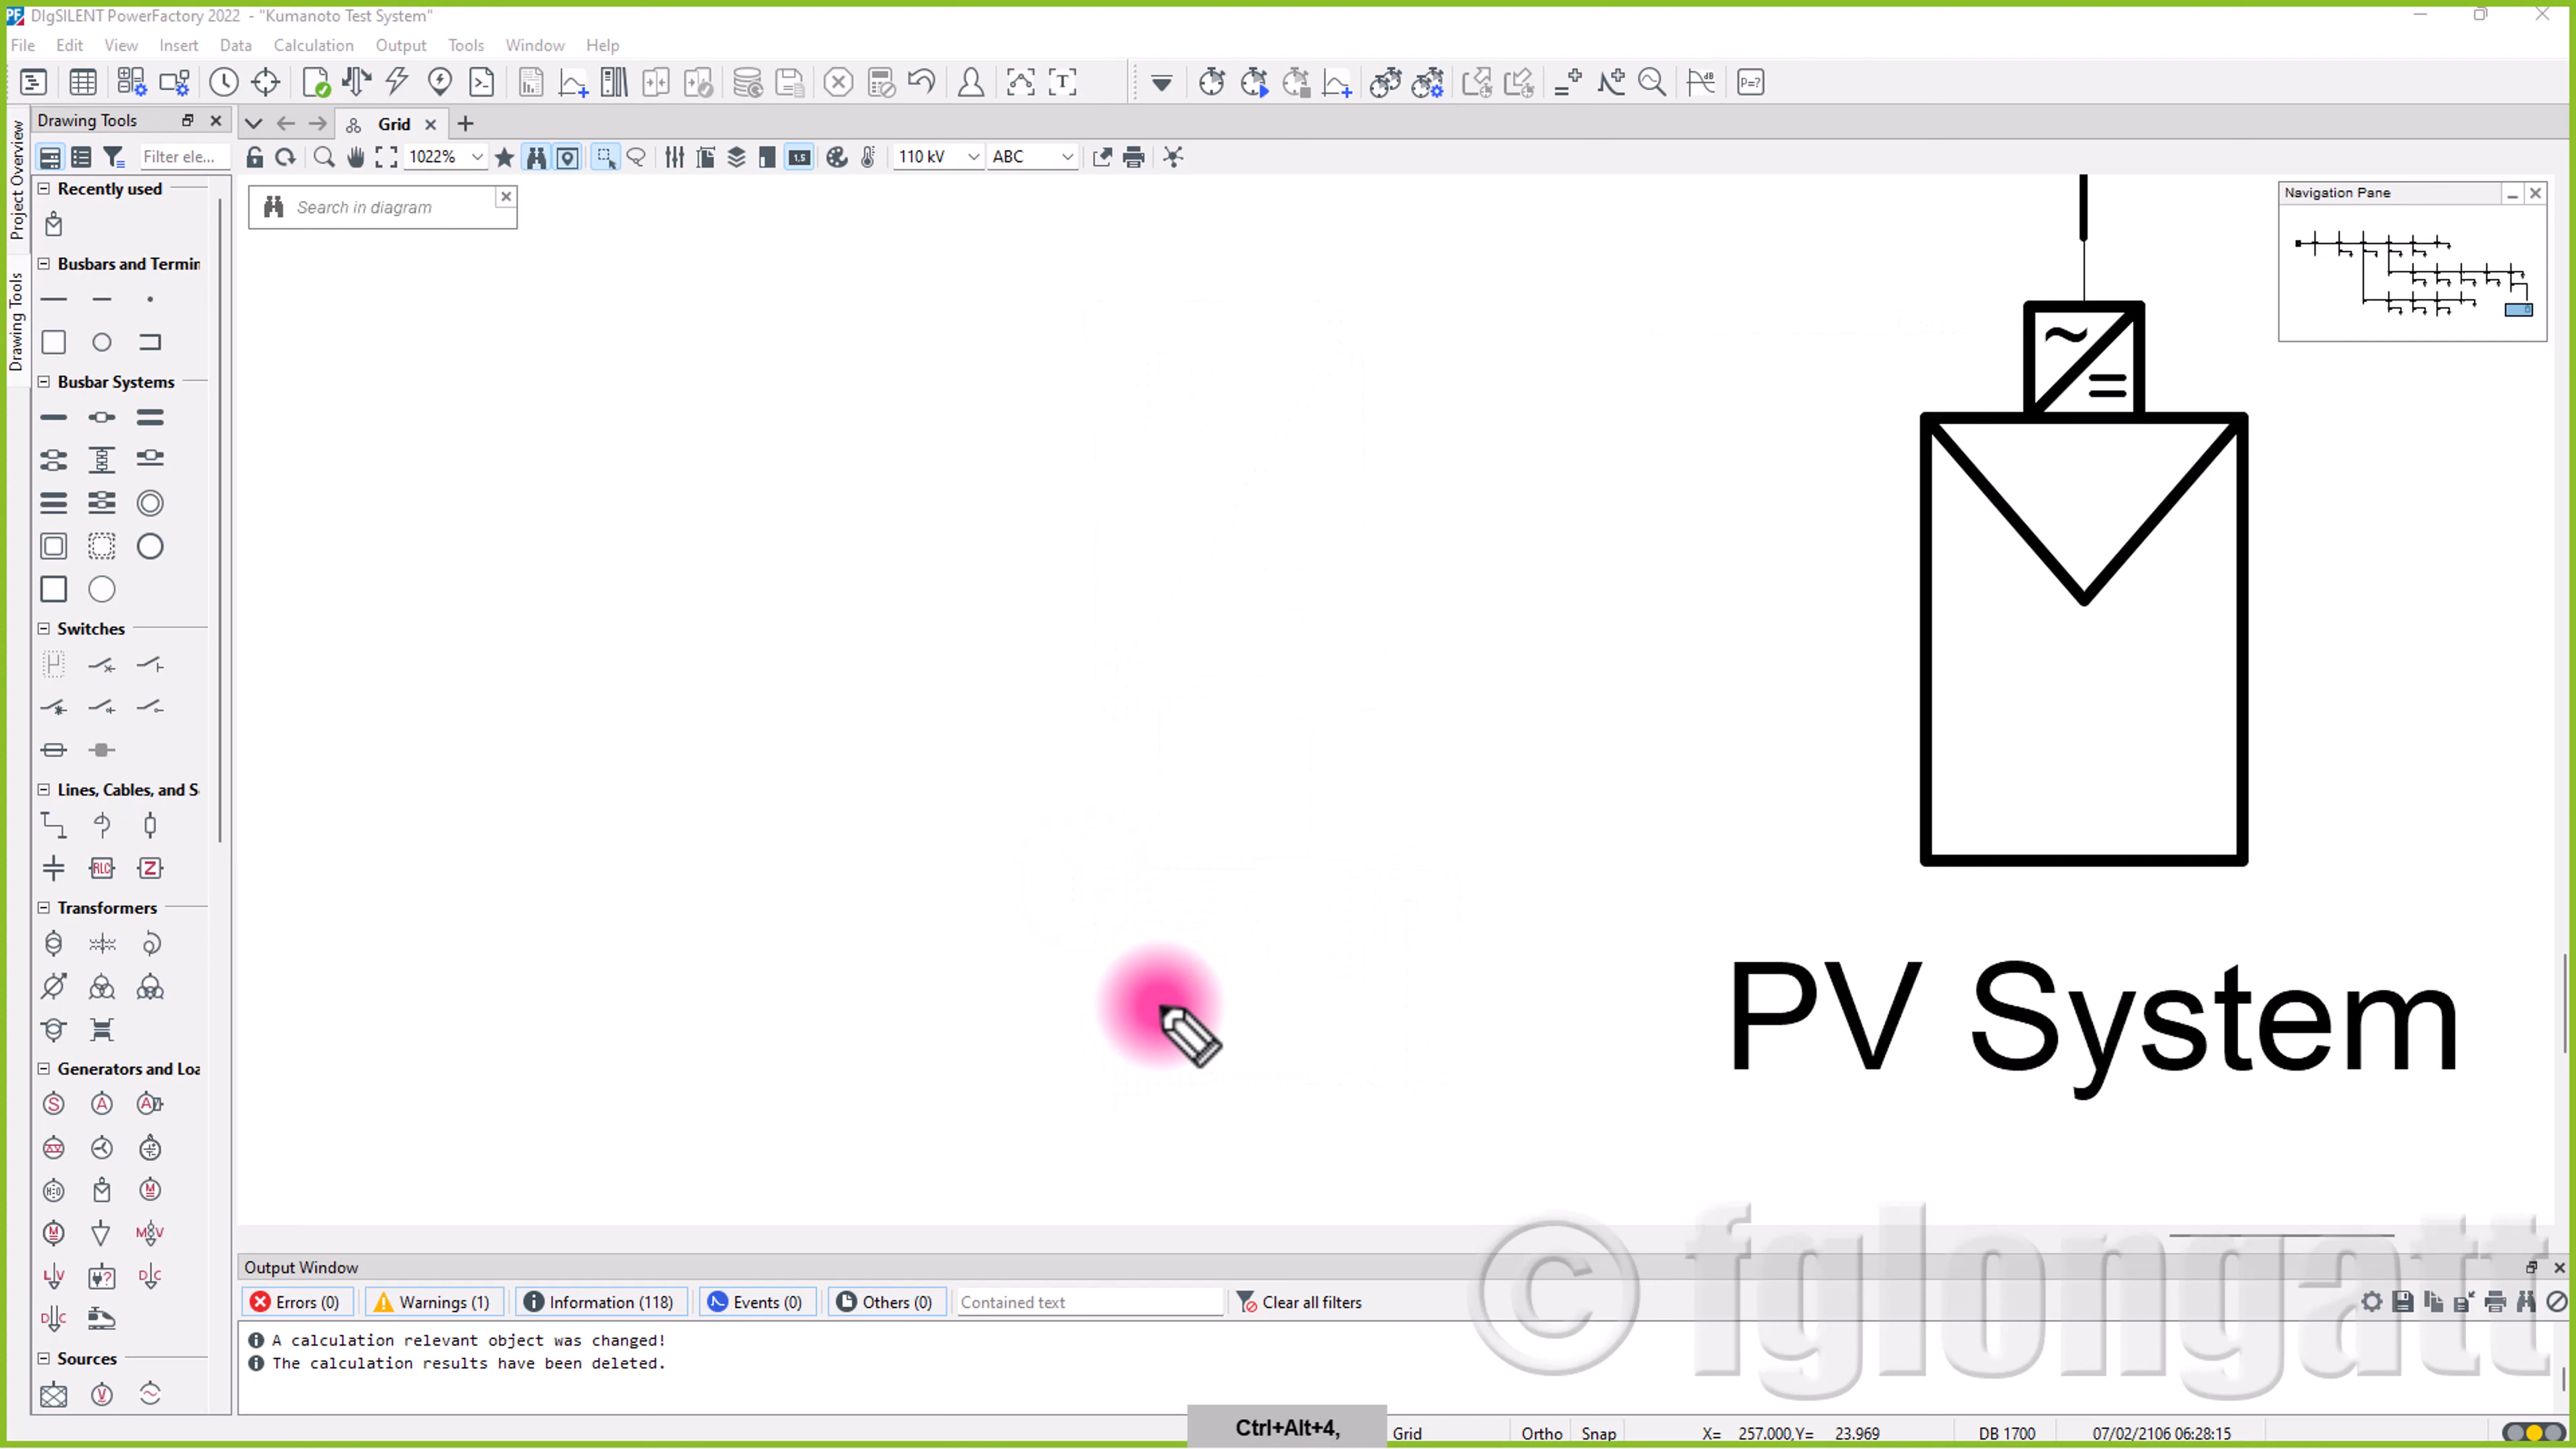 DIgSILENT PowerFactory 2022 - "Kumanoto Test System"
File Edit View Insert Data Calculation Output Tools Window Help
P=?
Drawing Tools
Grid
Filter ele...
1022%
1.5
110 kV
ABC
Project Overview
Drawing Tools
Search in diagram
Navigation Pane
Recently used
Busbars and Termin
Busbar Systems
Switches
Lines, Cables, and S
RLC Z
Transformers
Generators and Loa
Sources
PV System
Output Window
Errors (0) Warnings (1) Information (118) Events (0) Others (0) Contained text Clear all filters
A calculation relevant object was changed!
The calculation results have been deleted.
© fglongatt
Ctrl+Alt+4,
Grid Ortho Snap X= 257.000,Y= 23.969 DB 1700 07/02/2106 06:28:15